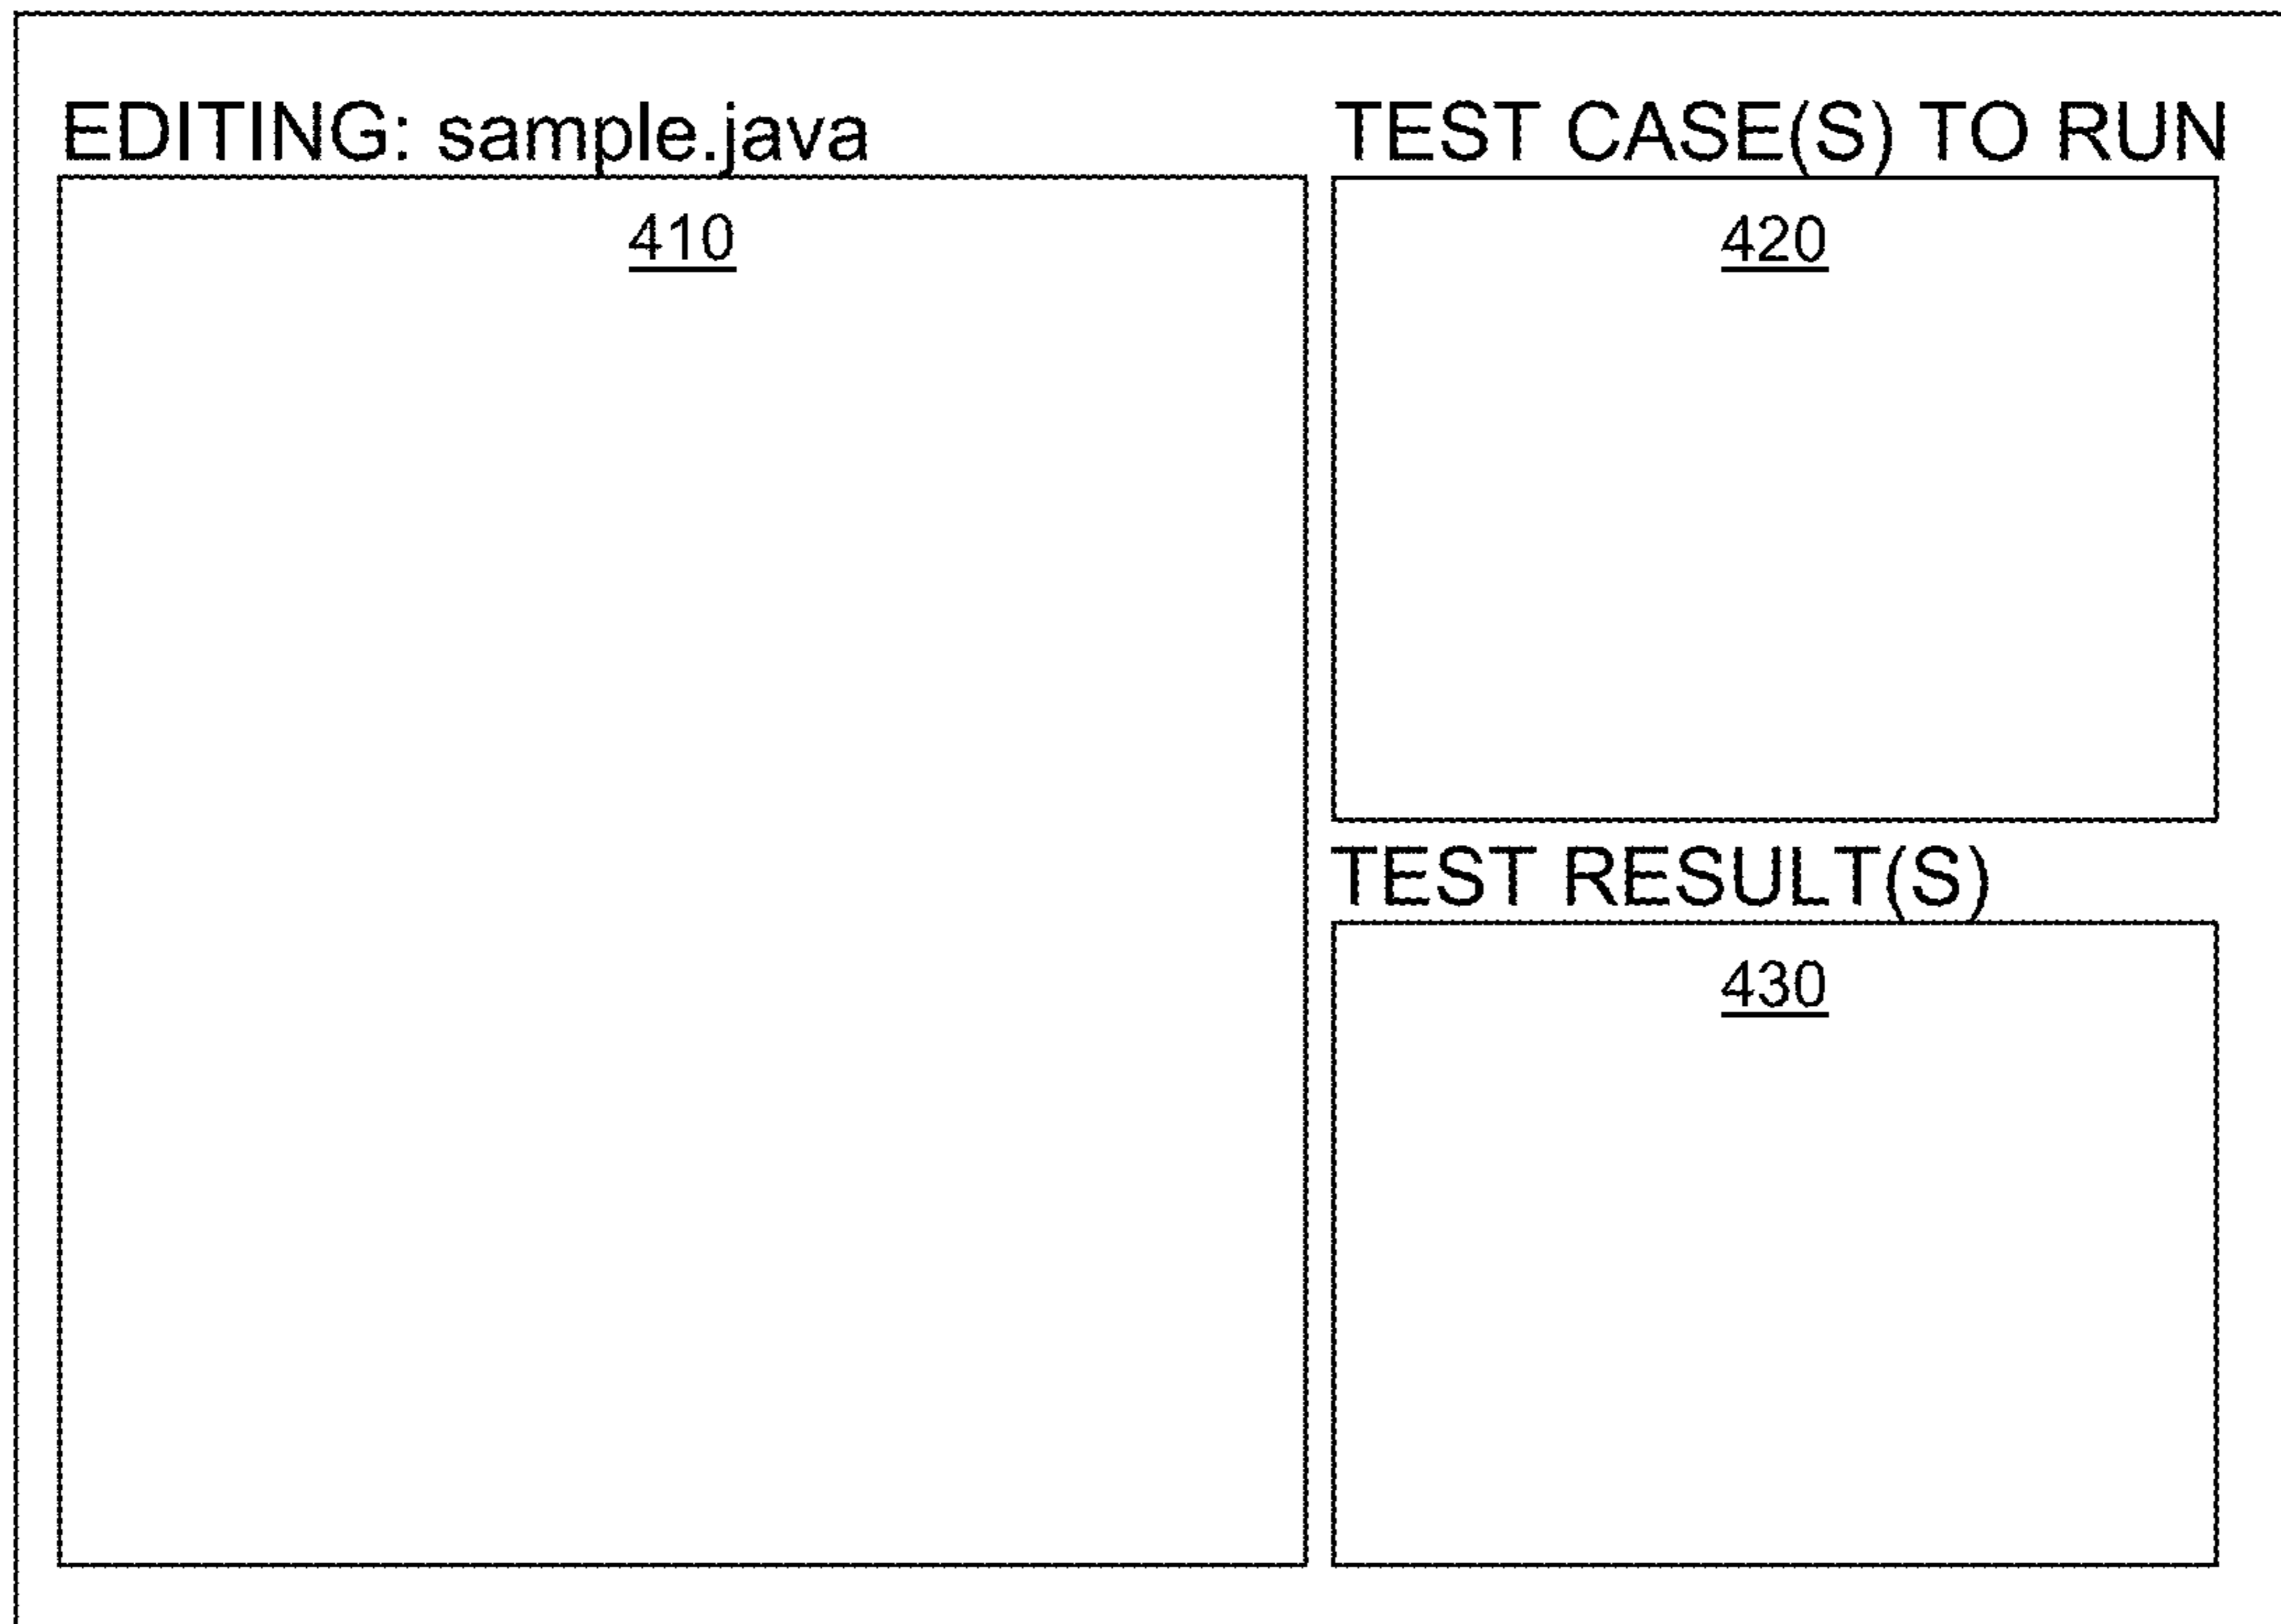 EDITING: sample.java
410
TEST CASE(S) TO RUN
420
TEST RESULT(S)
430